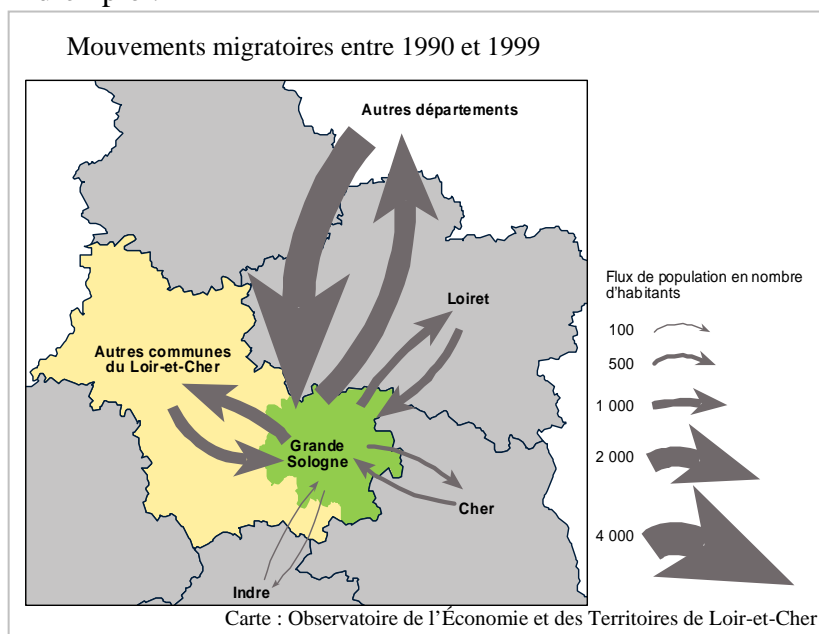 Mouvements migratoires entre 1990 et 1999
Autres départements
Loiret
Autres communes
du Loir-et-Cher
Grande
Sologne
Cher
Indre
Flux de population en nombre
d'habitants
100
500
1 000
2 000
4 000
Carte : Observatoire de l'Économie et des Territoires de Loir-et-Cher